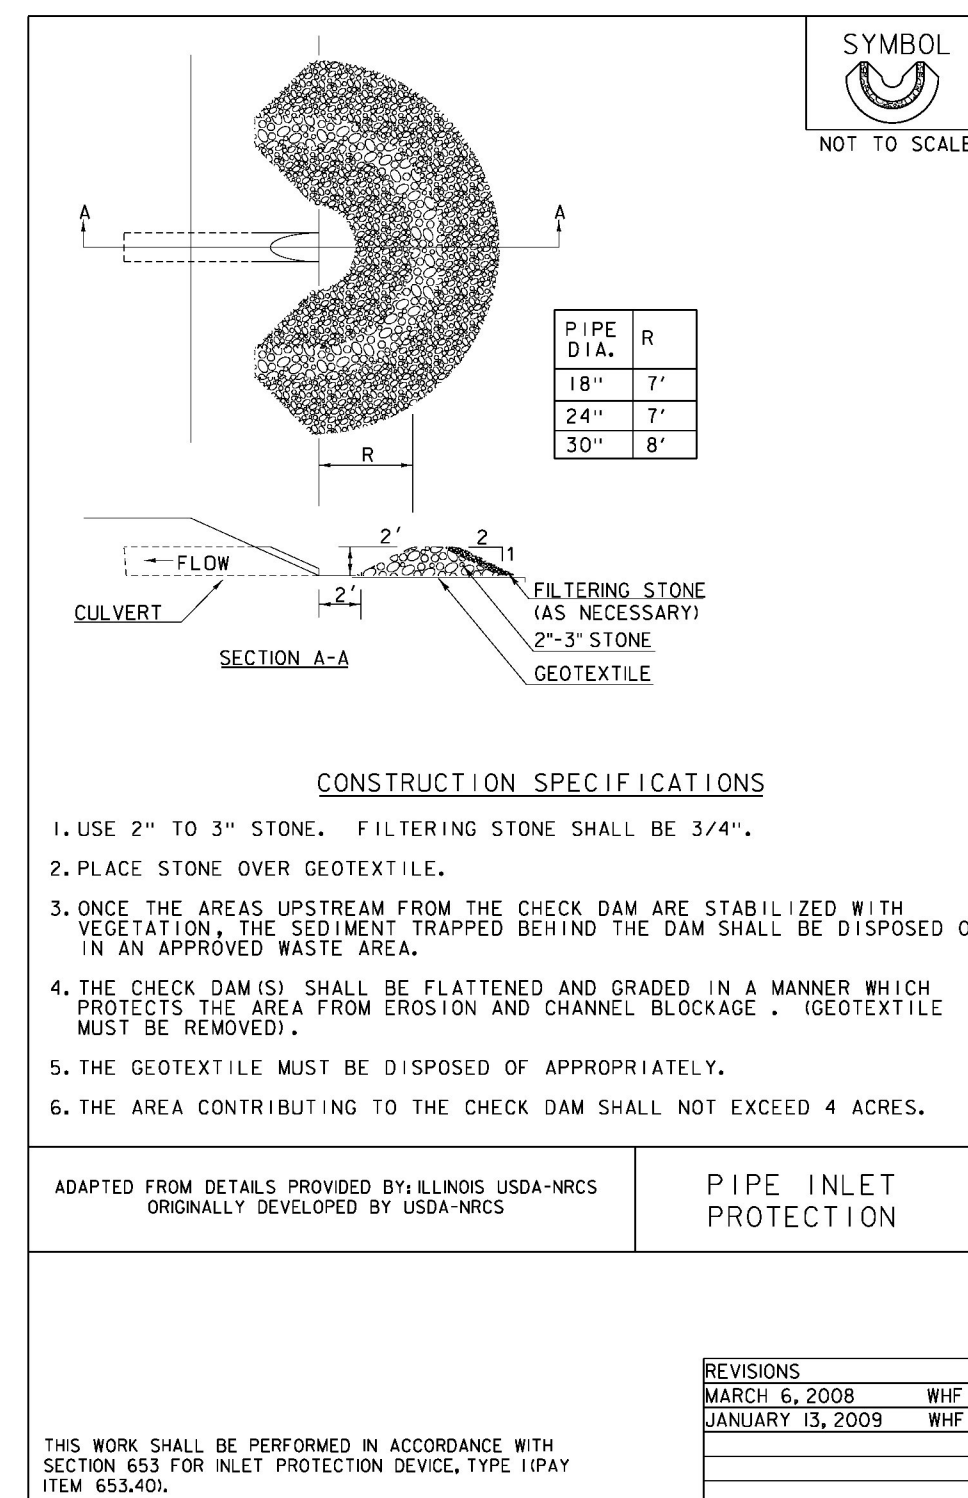 SYMBOL
NOT TO SCALE
A
A
PIPE DIA. R
18" 7'
24" 7'
30" 8'
R
2'
2
1
FLOW
2'
CULVERT
FILTERING STONE
(AS NECESSARY)
2"-3" STONE
GEOTEXTILE
SECTION A-A
CONSTRUCTION SPECIFICATIONS
1. USE 2" TO 3" STONE. FILTERING STONE SHALL BE 3/4".
2. PLACE STONE OVER GEOTEXTILE.
3. ONCE THE AREAS UPSTREAM FROM THE CHECK DAM ARE STABILIZED WITH
VEGETATION, THE SEDIMENT TRAPPED BEHIND THE DAM SHALL BE DISPOSED O
IN AN APPROVED WASTE AREA.
4. THE CHECK DAM(S) SHALL BE FLATTENED AND GRADED IN A MANNER WHICH
PROTECTS THE AREA FROM EROSION AND CHANNEL BLOCKAGE . (GEOTEXTILE
MUST BE REMOVED).
5. THE GEOTEXTILE MUST BE DISPOSED OF APPROPRIATELY.
6. THE AREA CONTRIBUTING TO THE CHECK DAM SHALL NOT EXCEED 4 ACRES.
ADAPTED FROM DETAILS PROVIDED BY: ILLINOIS USDA-NRCS
ORIGINALLY DEVELOPED BY USDA-NRCS
PIPE INLET
PROTECTION
REVISIONS
MARCH 6, 2008 WHF
JANUARY 13, 2009 WHF
THIS WORK SHALL BE PERFORMED IN ACCORDANCE WITH
SECTION 653 FOR INLET PROTECTION DEVICE, TYPE I(PAY
ITEM 653.40).